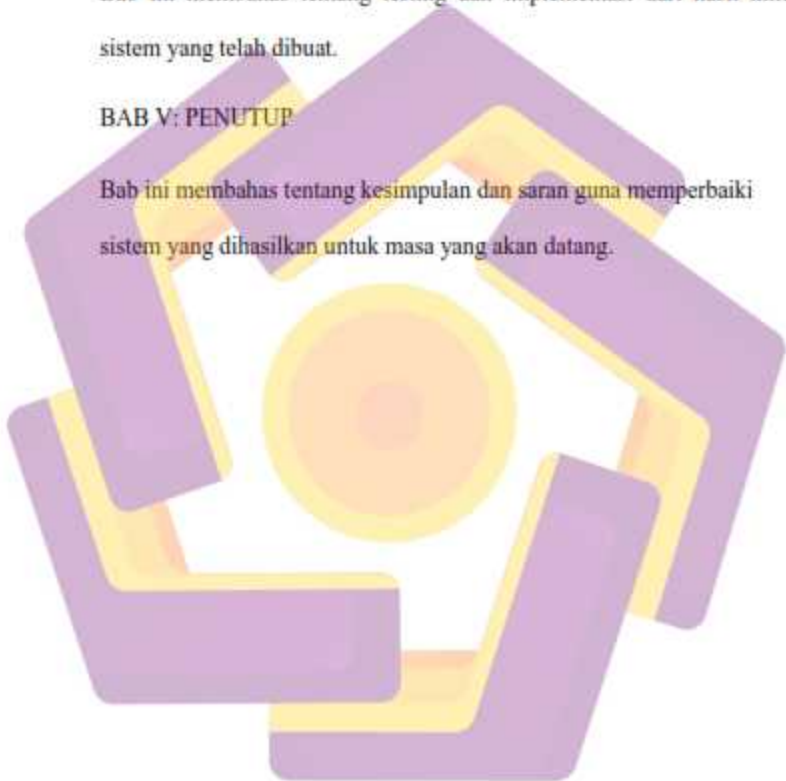 sistem yang telah dibuat.
BAB V: PENUTUP
Bab ini membahas tentang kesimpulan dan saran guna memperbaiki
sistem yang dihasilkan untuk masa yang akan datang.